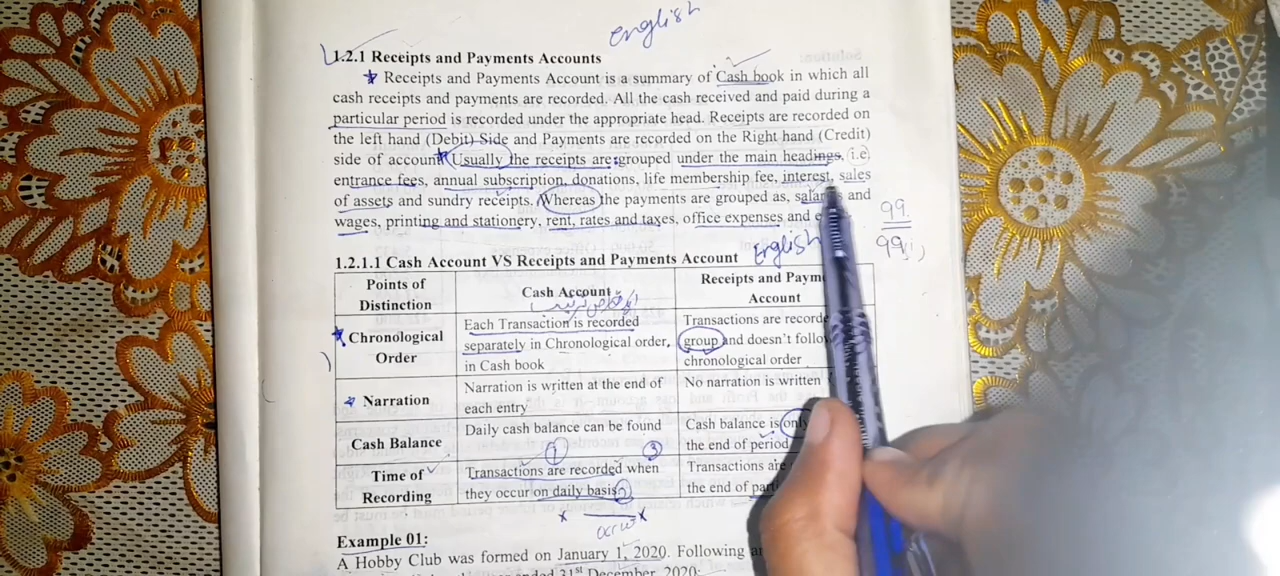 english
1.2.1 Receipts and Payments Accounts
Receipts and Payments Account is a summary of Cash book in which all
cash receipts and payments are recorded. All the cash received and paid during a
particular period is recorded under the appropriate head. Receipts are recorded on
the left hand (Debit) Side and Payments are recorded on the Right hand (Credit)
side of account. Usually the receipts are grouped under the main headings, (i.e)
entrance fees, annual subscription, donations, life membership fee, interest, sales
of assets and sundry receipts. Whereas the payments are grouped as, and
wages, printing and stationery, rent, rates and taxes, office expenses and
99.
99
English
1.2.1.1 Cash Account VS Receipts and Payments Account
Points of Distinction
Cash Account
Receipts and
Account
Chronological Order
Each Transaction is recorded
separately in Chronological order,
in Cash book
Transactions are
group and doesn't
chronological order
Narration
Narration is written at the end of
each entry
No narration is written
Cash Balance
Daily cash balance can be found
Cash balance is
the end of period
1
3
Time of Recording
Transactions are recorded when
they occur on daily basis
2
Transactions are
the end of
occur
Example 01:
A Hobby Club was formed on January 1, 2020. Following
31st December, 2020: